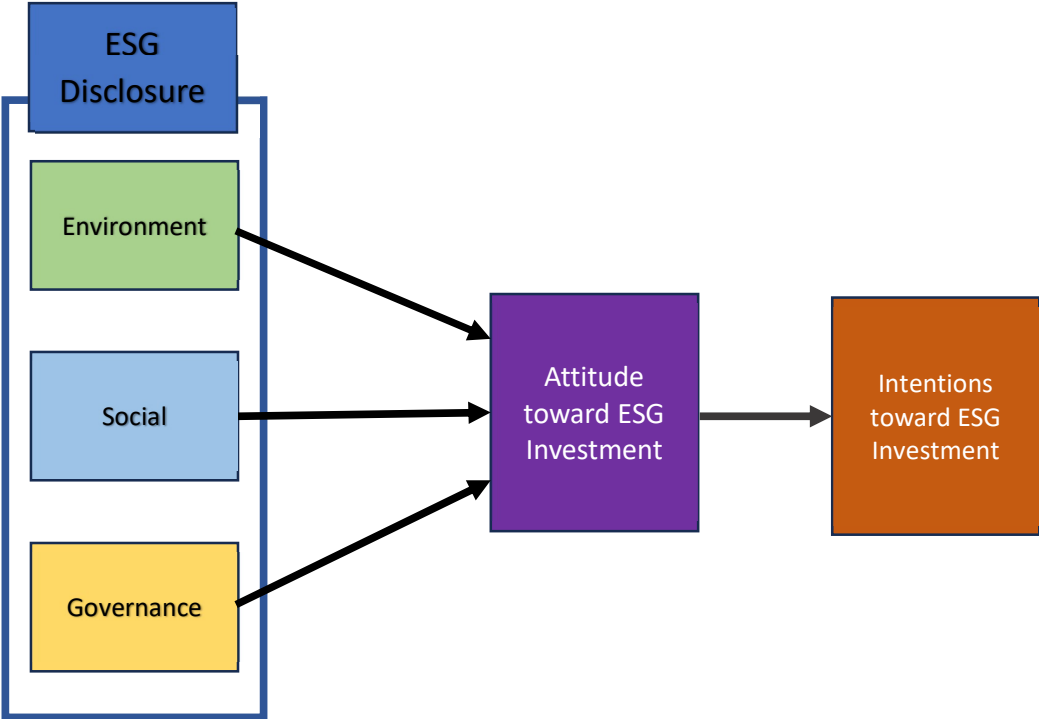 ESG
Disclosure
Environment
Social
Governance
Attitude
toward ESG
Investment
Intentions
toward ESG
Investment